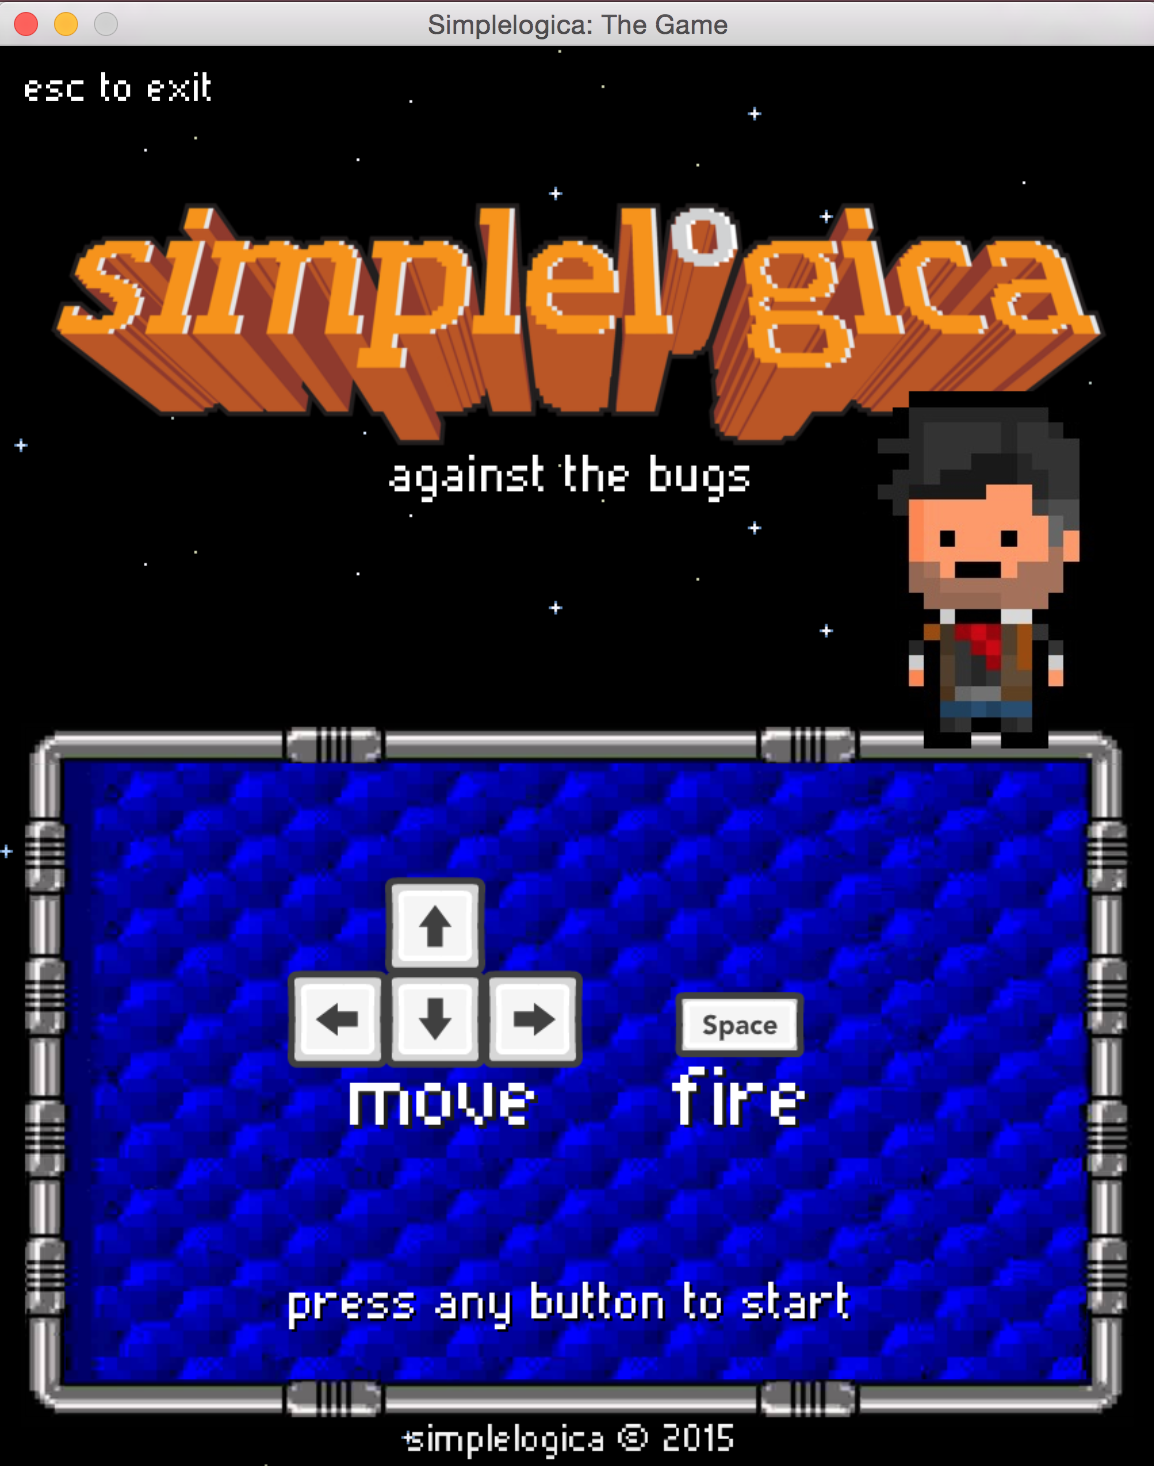 Simplelogica: The Game
esc to exit
simplelogica
against the bugs
Space
move fire
press any button to start
simplelogica © 2015